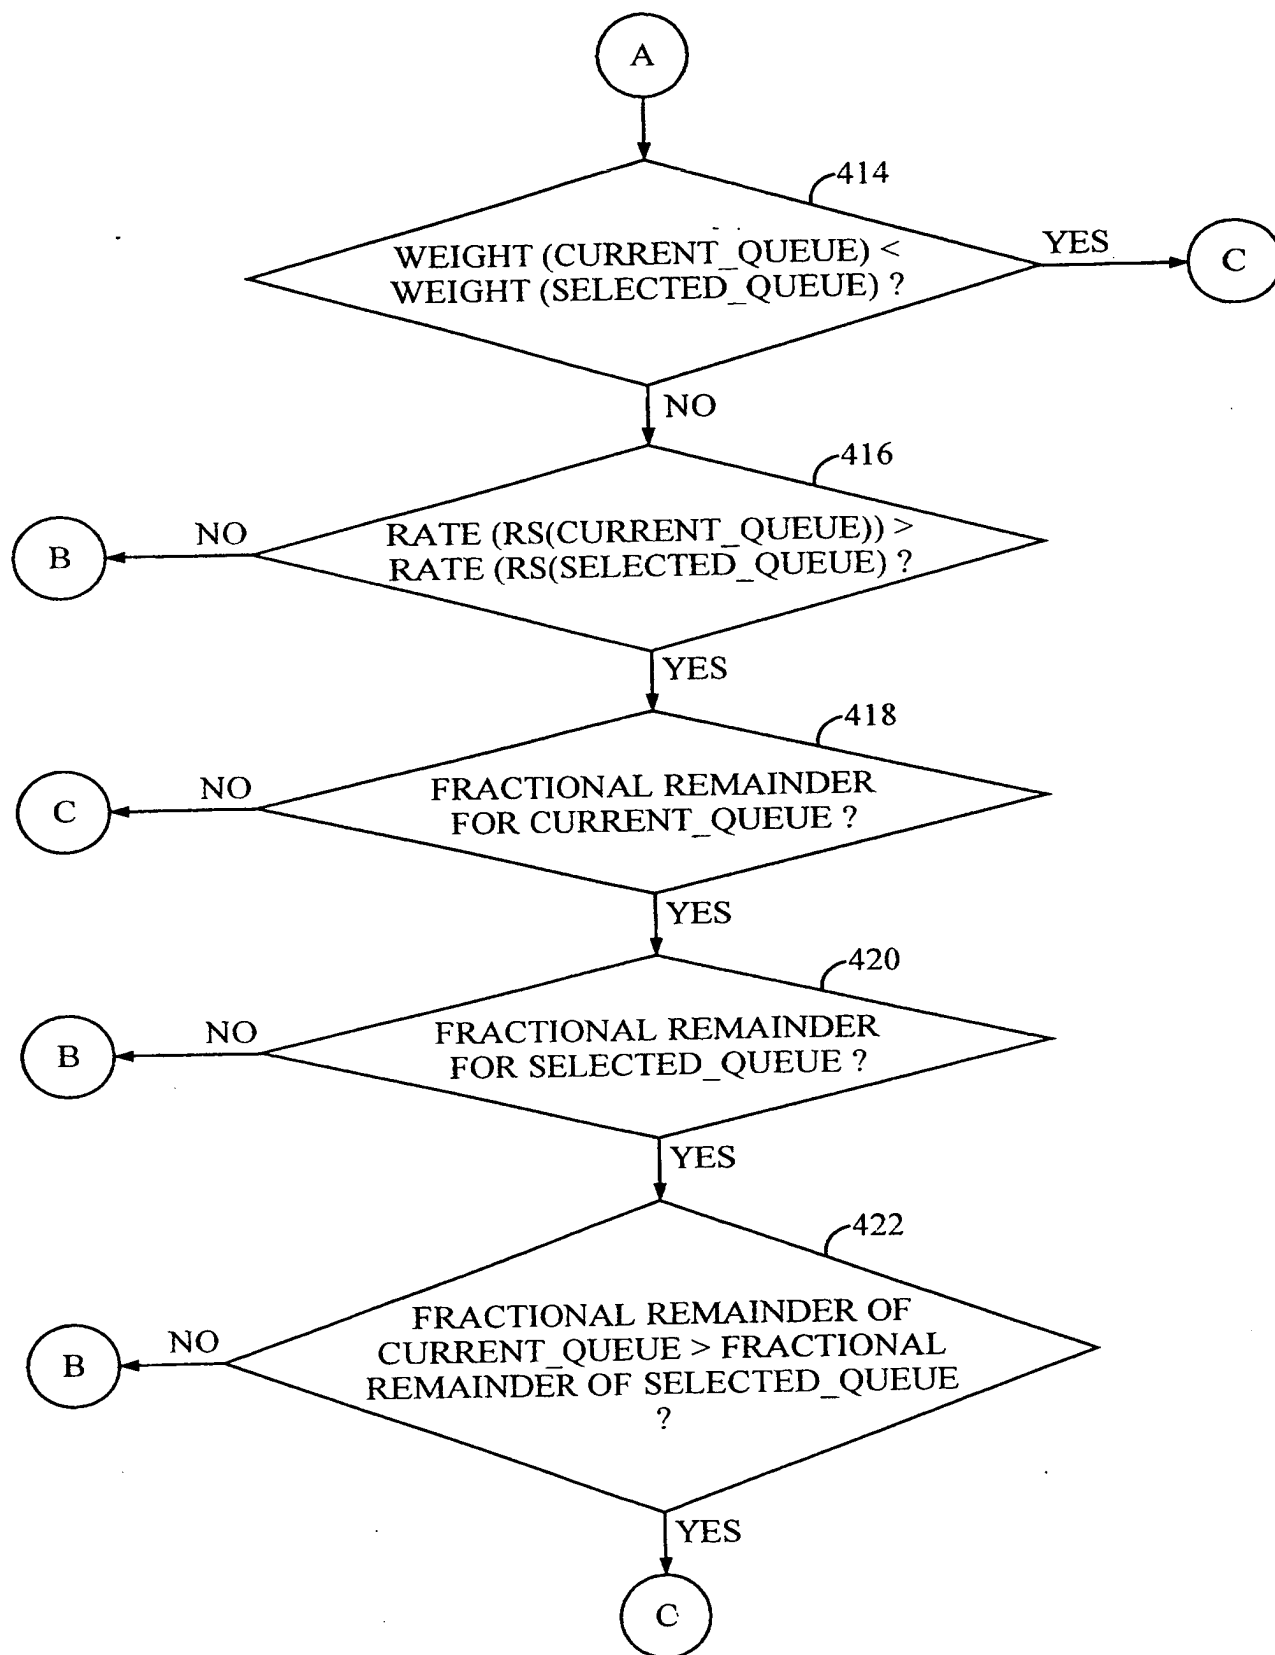 A
414
WEIGHT (CURRENT_QUEUE) <
WEIGHT (SELECTED_QUEUE) ?
YES
C
NO
416
RATE (RS(CURRENT_QUEUE)) >
RATE (RS(SELECTED_QUEUE) ?
NO
B
YES
418
FRACTIONAL REMAINDER
FOR CURRENT_QUEUE ?
NO
C
YES
420
FRACTIONAL REMAINDER
FOR SELECTED_QUEUE ?
NO
B
YES
422
FRACTIONAL REMAINDER OF
CURRENT_QUEUE > FRACTIONAL
REMAINDER OF SELECTED_QUEUE
?
NO
B
YES
C